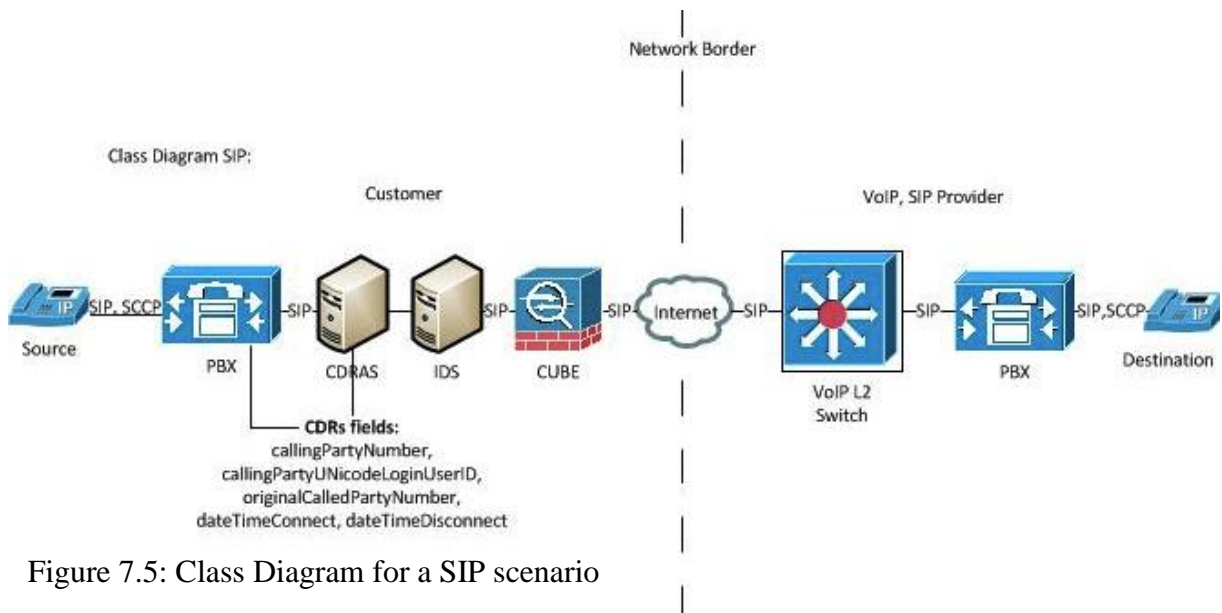 Network Border
Class Diagram SIP:
Customer
VoIP, SIP Provider
SIP, SCCP
SIP
SIP
SIP
Internet
SIP
SIP
SIP,SCCP
IP
IP
Source
PBX
CDRAS
IDS
CUBE
VoIP L2
Switch
PBX
Destination
CDRs fields:
callingPartyNumber,
callingPartyUNicodeLoginUserID,
originalCalledPartyNumber,
dateTimeConnect, dateTimeDisconnect
Figure 7.5: Class Diagram for a SIP scenario